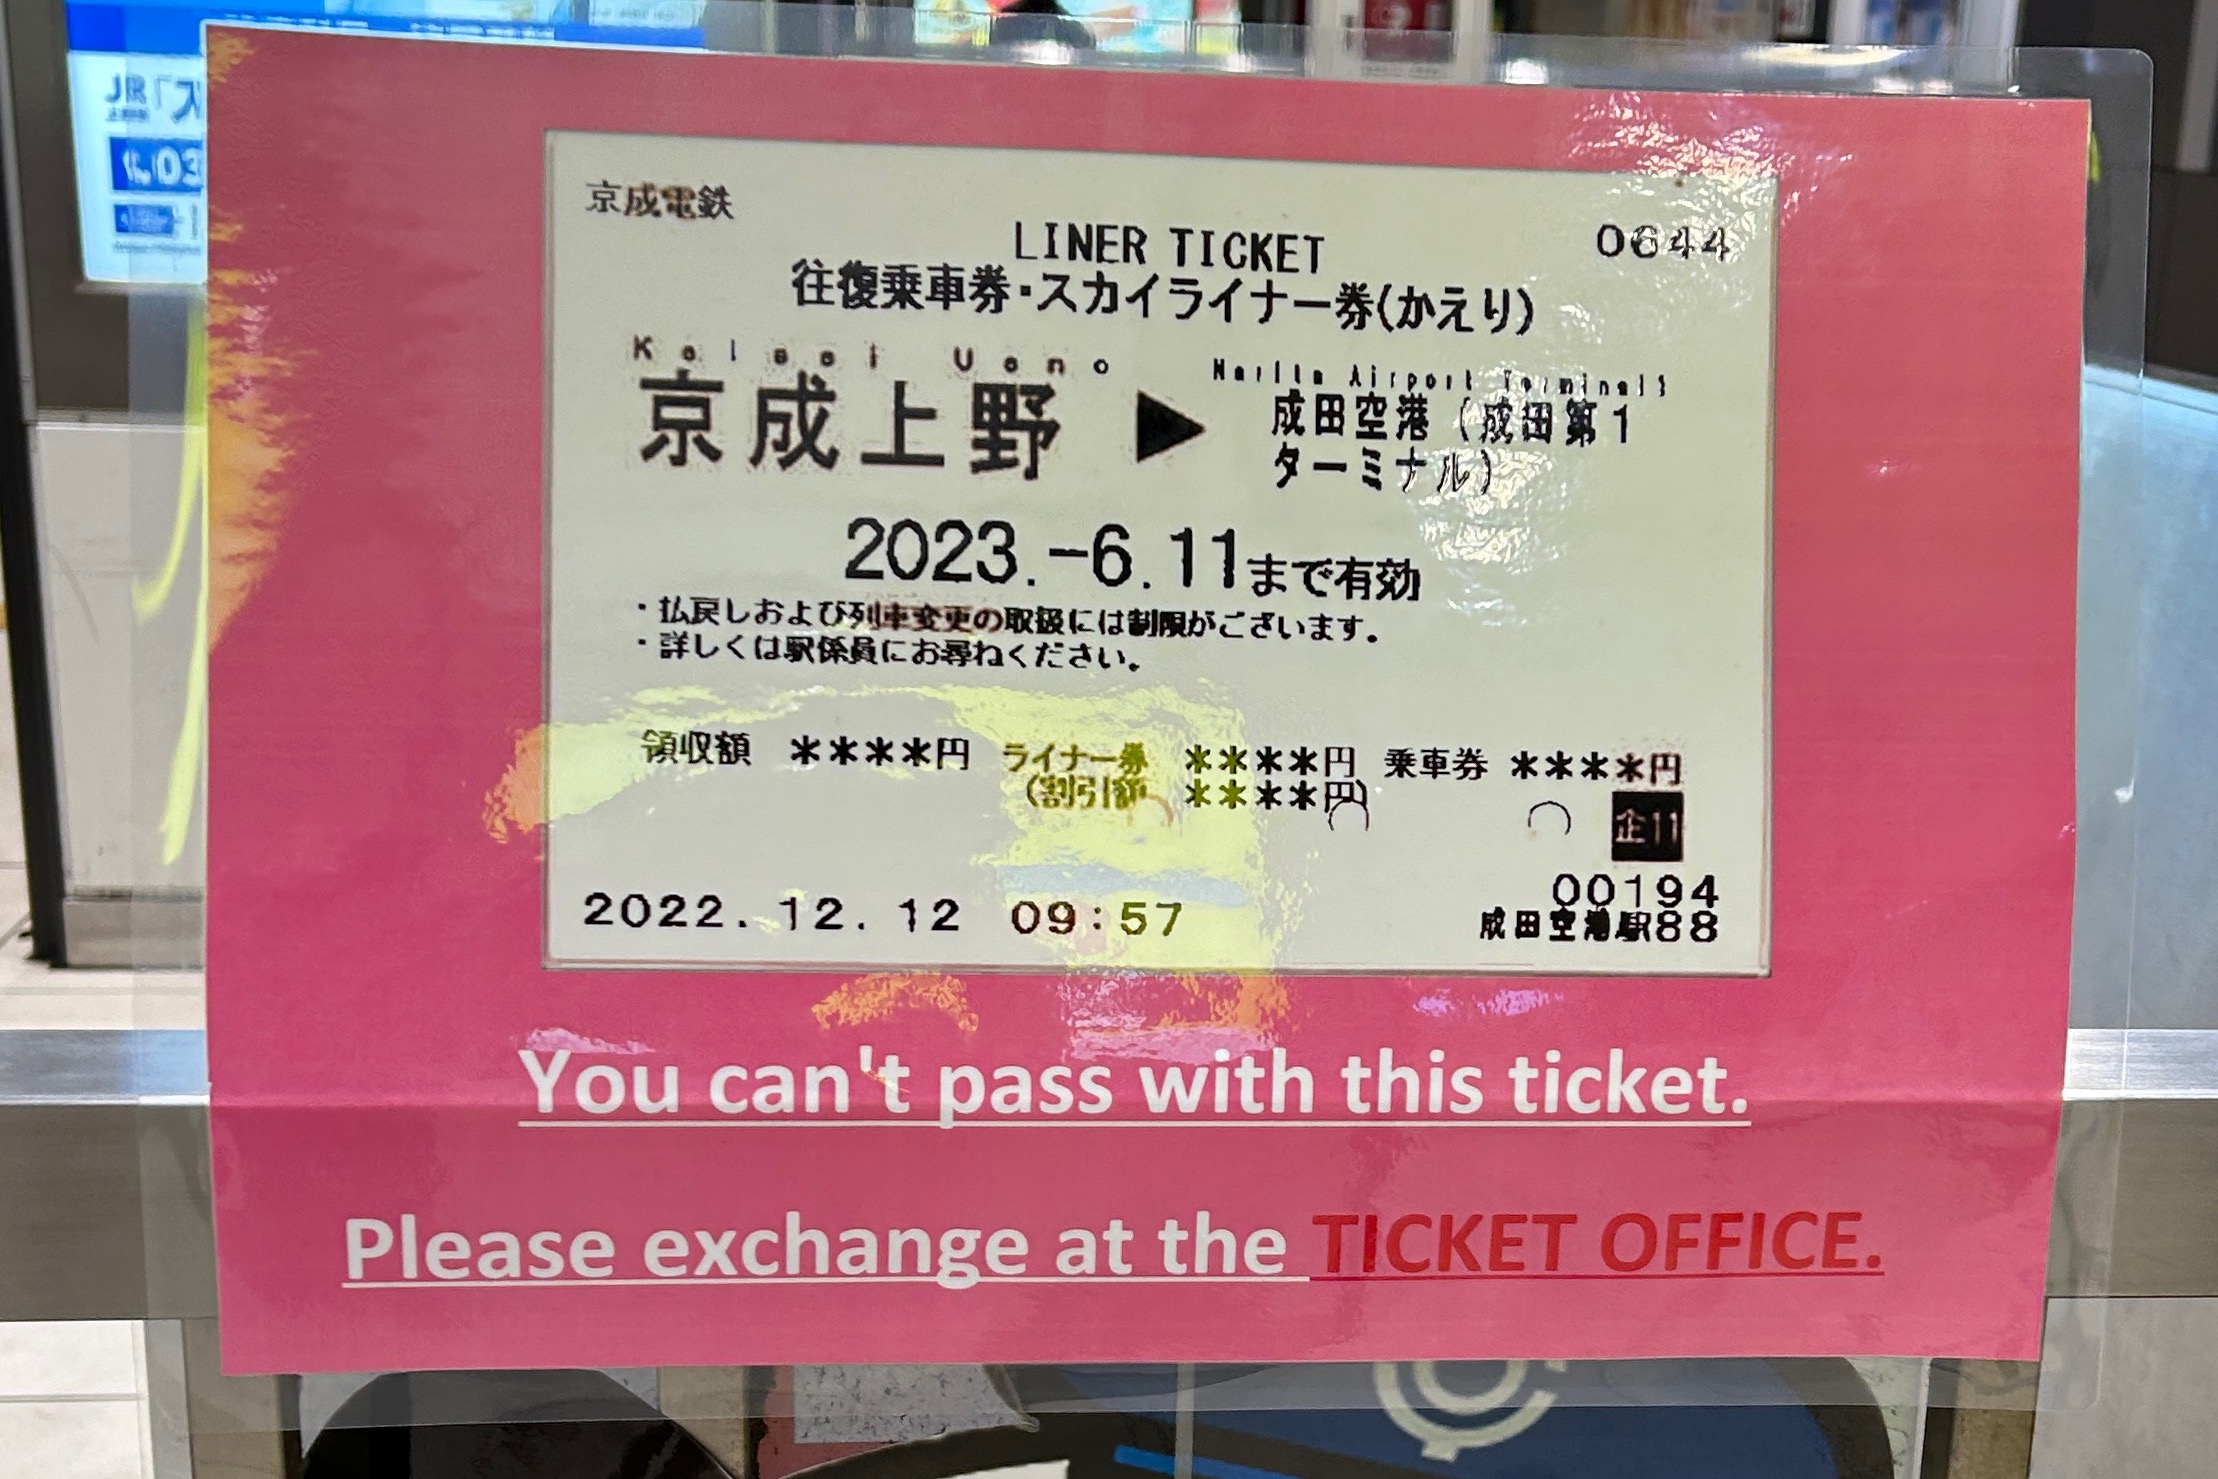 JR「ス
03
京成電鉄
LINER TICKET
0644
往復乗車券・スカイライナー券(かえり)
Keisei Ueno
Narita Airport Terminal1
京成上野 ▶ 成田空港(成田第1
ターミナル)
2023.-6.11まで有効
・払戻しおよび列車変更の取扱には制限がございます。
・詳しくは駅係員にお尋ねください。
領収額 ****円 ライナー券 ****円 乗車券 ****円
(割引額 ****円)
企11
00194
2022.12.12 09:57
成田空港駅88
You can't pass with this ticket.
Please exchange at the TICKET OFFICE.